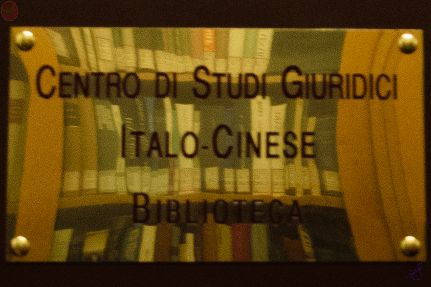 Centro di Studi Giuridici
Italo-Cinese
Biblioteca